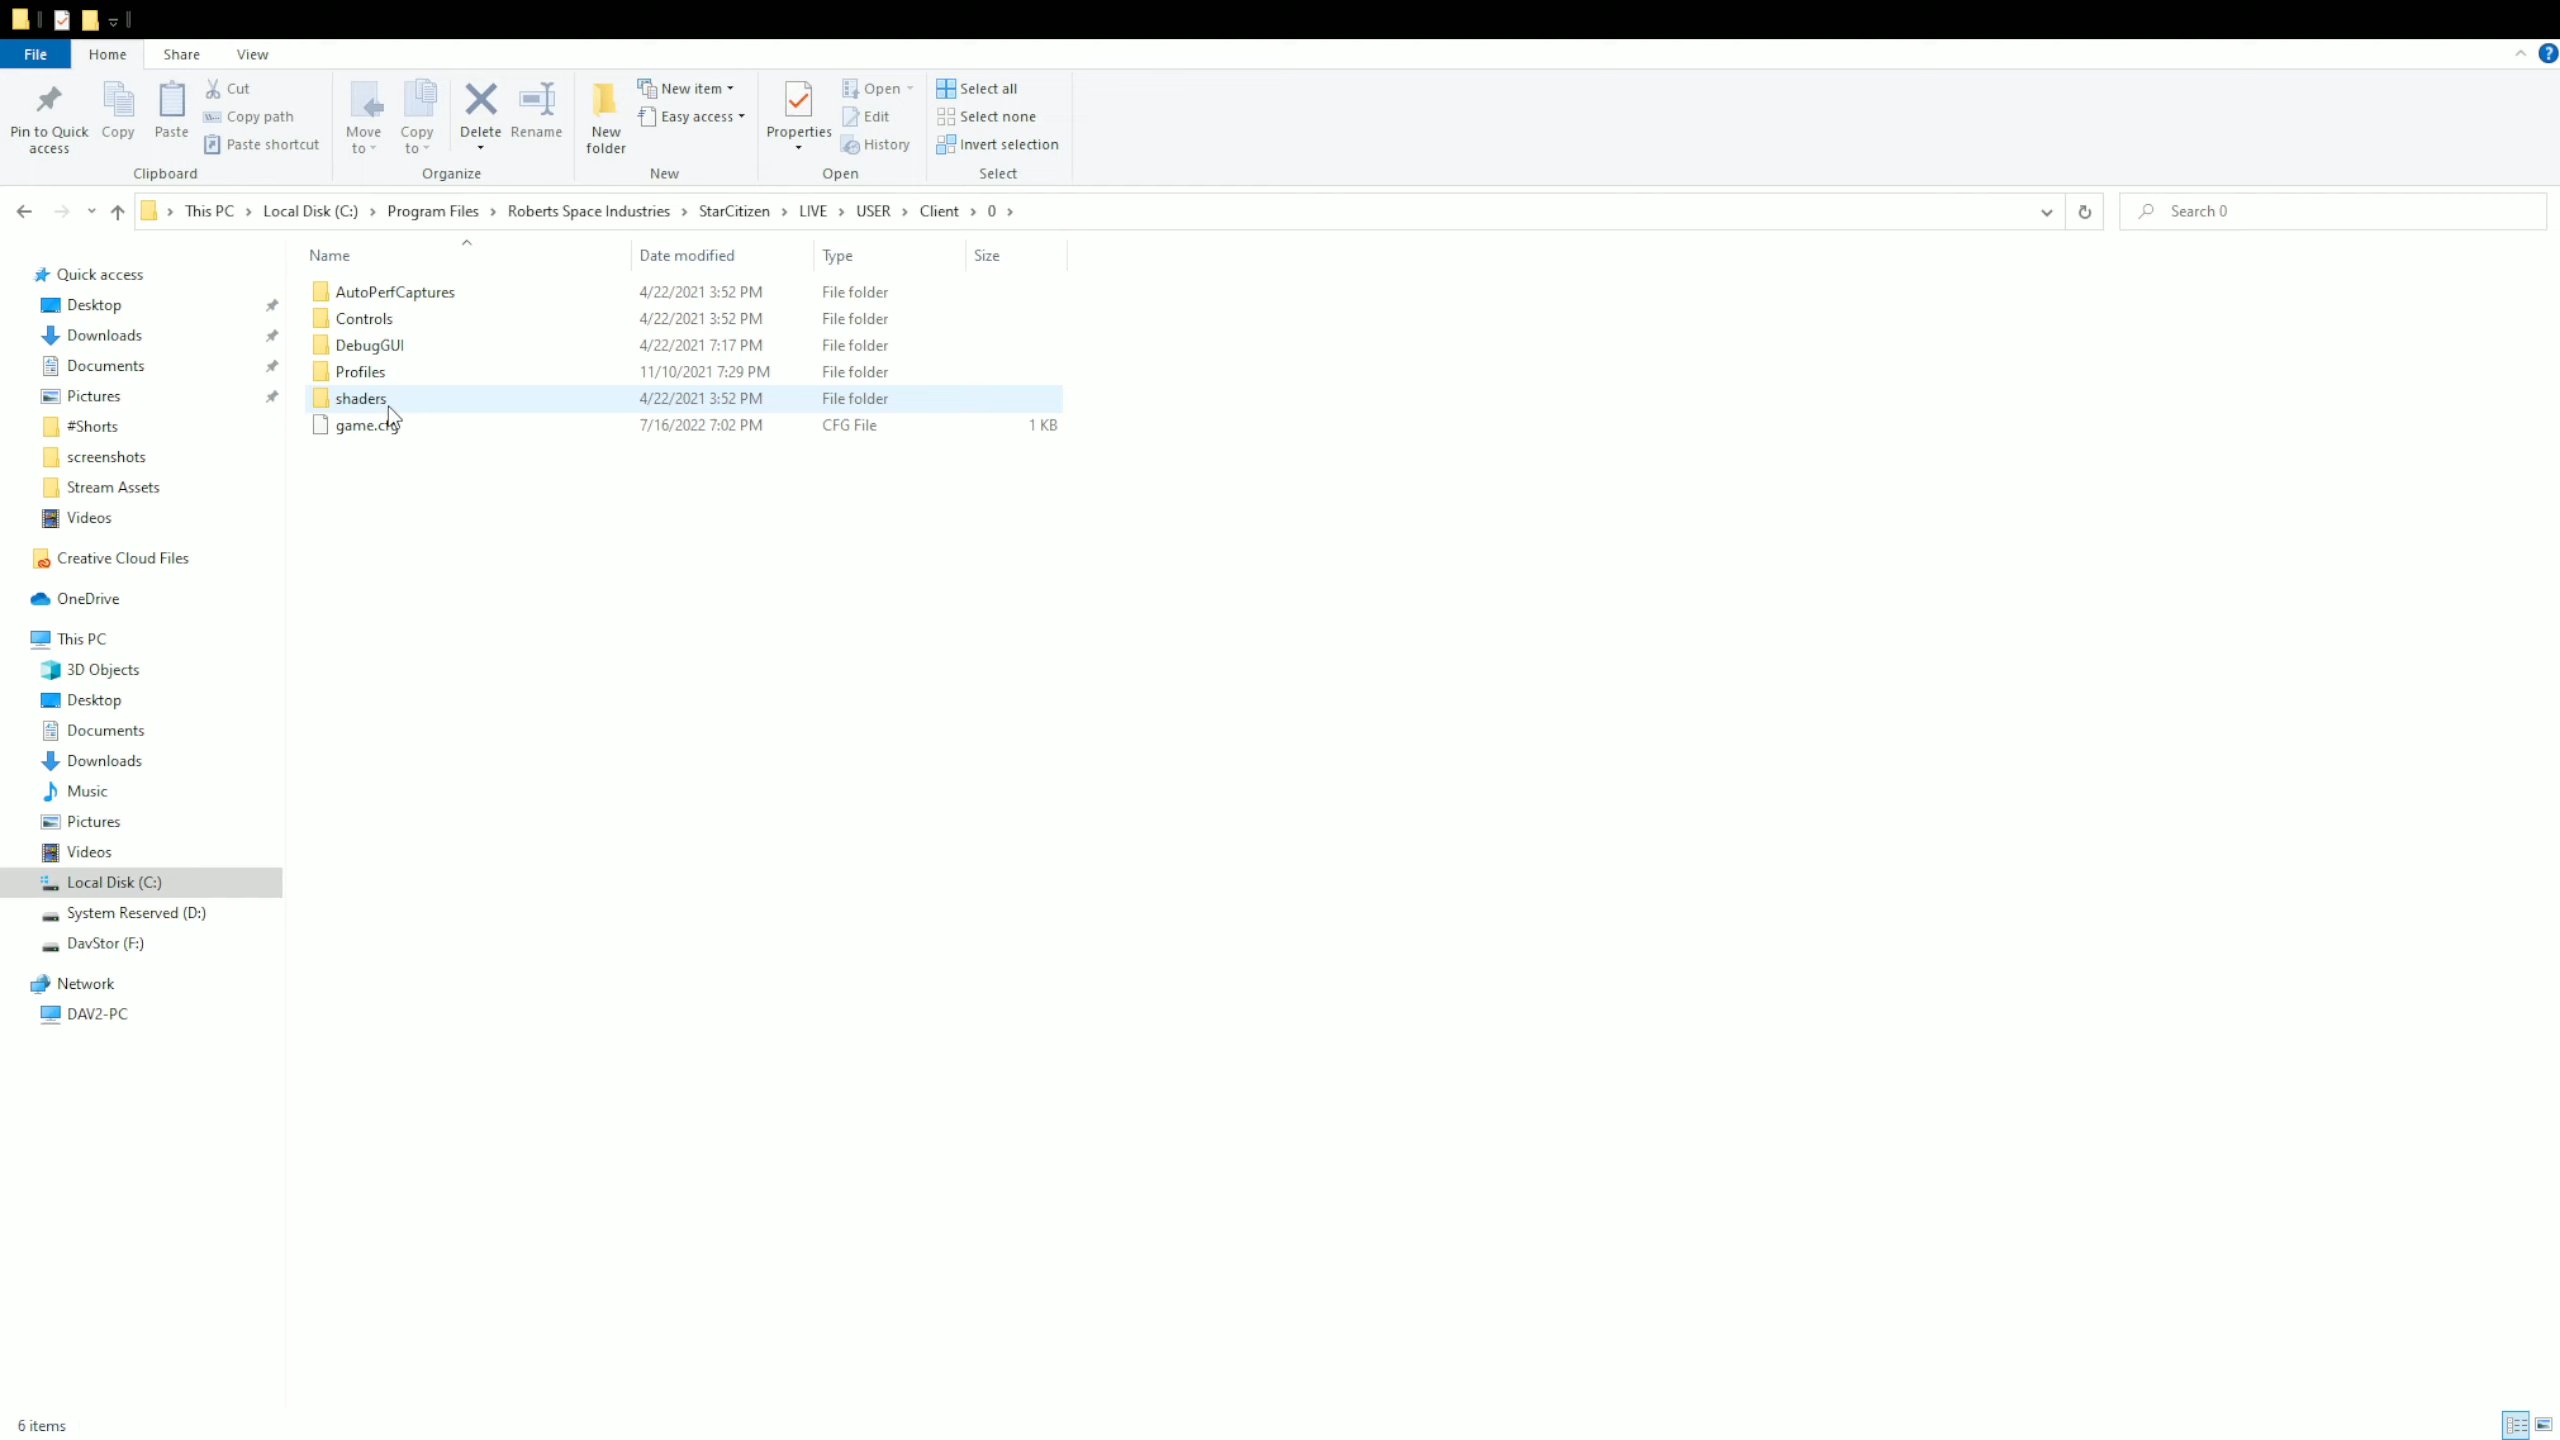 File Home Share View
Pin to Quick access
Copy
Paste
Cut
Copy path
Paste shortcut
Clipboard
Move to
Copy to
Delete
Rename
Organize
New folder
New item
Easy access
New
Properties
Open
Edit
History
Open
Select all
Select none
Invert selection
Select
This PC > Local Disk (C:) > Program Files > Roberts Space Industries > StarCitizen > LIVE > USER > Client > 0 >
Search 0
Name Date modified Type Size
AutoPerfCaptures 4/22/2021 3:52 PM File folder
Controls 4/22/2021 3:52 PM File folder
DebugGUI 4/22/2021 7:17 PM File folder
Profiles 11/10/2021 7:29 PM File folder
shaders 4/22/2021 3:52 PM File folder
game.cfg 7/16/2022 7:02 PM CFG File 1 KB
Quick access
Desktop
Downloads
Documents
Pictures
#Shorts
screenshots
Stream Assets
Videos
Creative Cloud Files
OneDrive
This PC
3D Objects
Desktop
Documents
Downloads
Music
Pictures
Videos
Local Disk (C:)
System Reserved (D:)
DavStor (F:)
Network
DAV2-PC
6 items